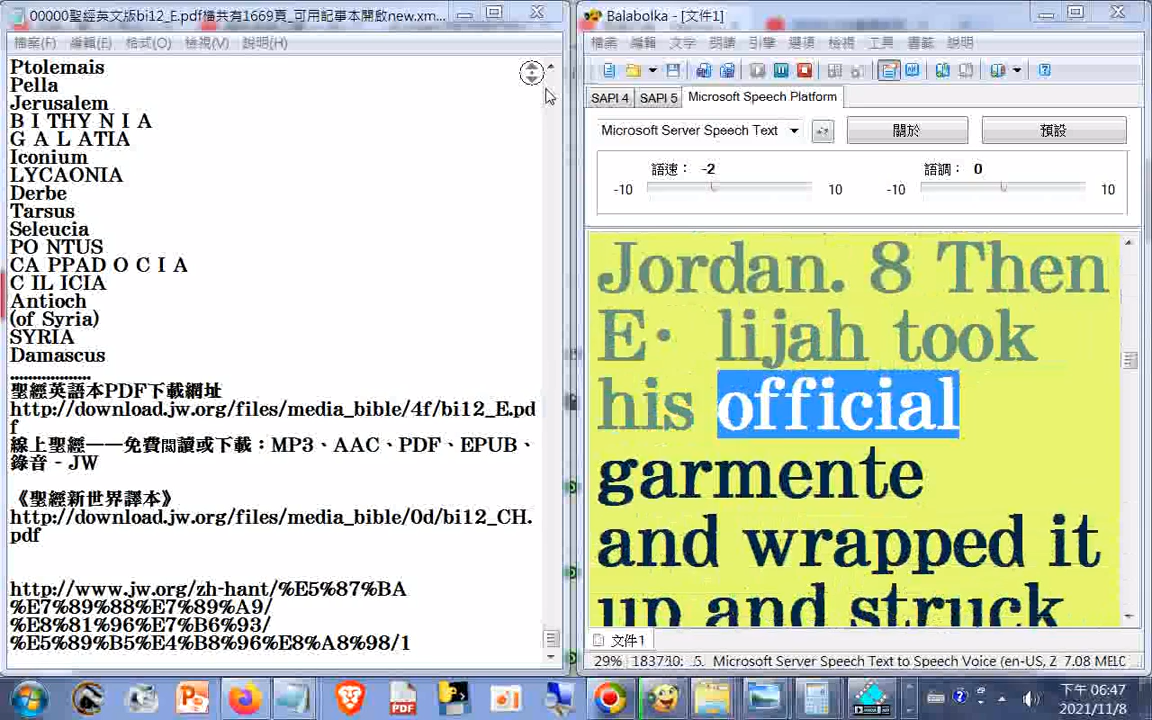 00000聖經英文版bi12_E.pdf檔共有1669頁_可用記事本開啟new.xm...
檔案(F) 編輯(E) 格式(O) 檢視(V) 說明(H)
Ptolemais
Pella
Jerusalem
B I THY N I A
G A L ATIA
Iconium
LYCAONIA
Derbe
Tarsus
Seleucia
PO NTUS
CA PPAD O C I A
C IL ICIA
Antioch
(of Syria)
SYRIA
Damascus
..................
聖經英語本PDF下載網址
http://download.jw.org/files/media_bible/4f/bi12_E.pd
f
線上聖經——免費閱讀或下載：MP3、AAC、PDF、EPUB、
錄音 - JW
《聖經新世界譯本》
http://download.jw.org/files/media_bible/0d/bi12_CH.
pdf
http://www.jw.org/zh-hant/%E5%87%BA
%E7%89%88%E7%89%A9/
%E8%81%96%E7%B6%93/
%E5%89%B5%E4%B8%96%E8%A8%98/1
Balabolka - [文件1]
檔案 編輯 文字 朗讀 引擎 選項 檢視 工具 書籤 說明
SAPI 4 SAPI 5 Microsoft Speech Platform
Microsoft Server Speech Text 關於 預設
語速： -2 語調： 0
-10 10 -10 10
Jordan. 8 Then
E· lijah took
his official
garmente
and wrapped it
up and struck
文件1
29% Microsoft Server Speech Text to Speech Voice (en-US, Z 7.08 MELC
PDF
下午 06:47
2021/11/8